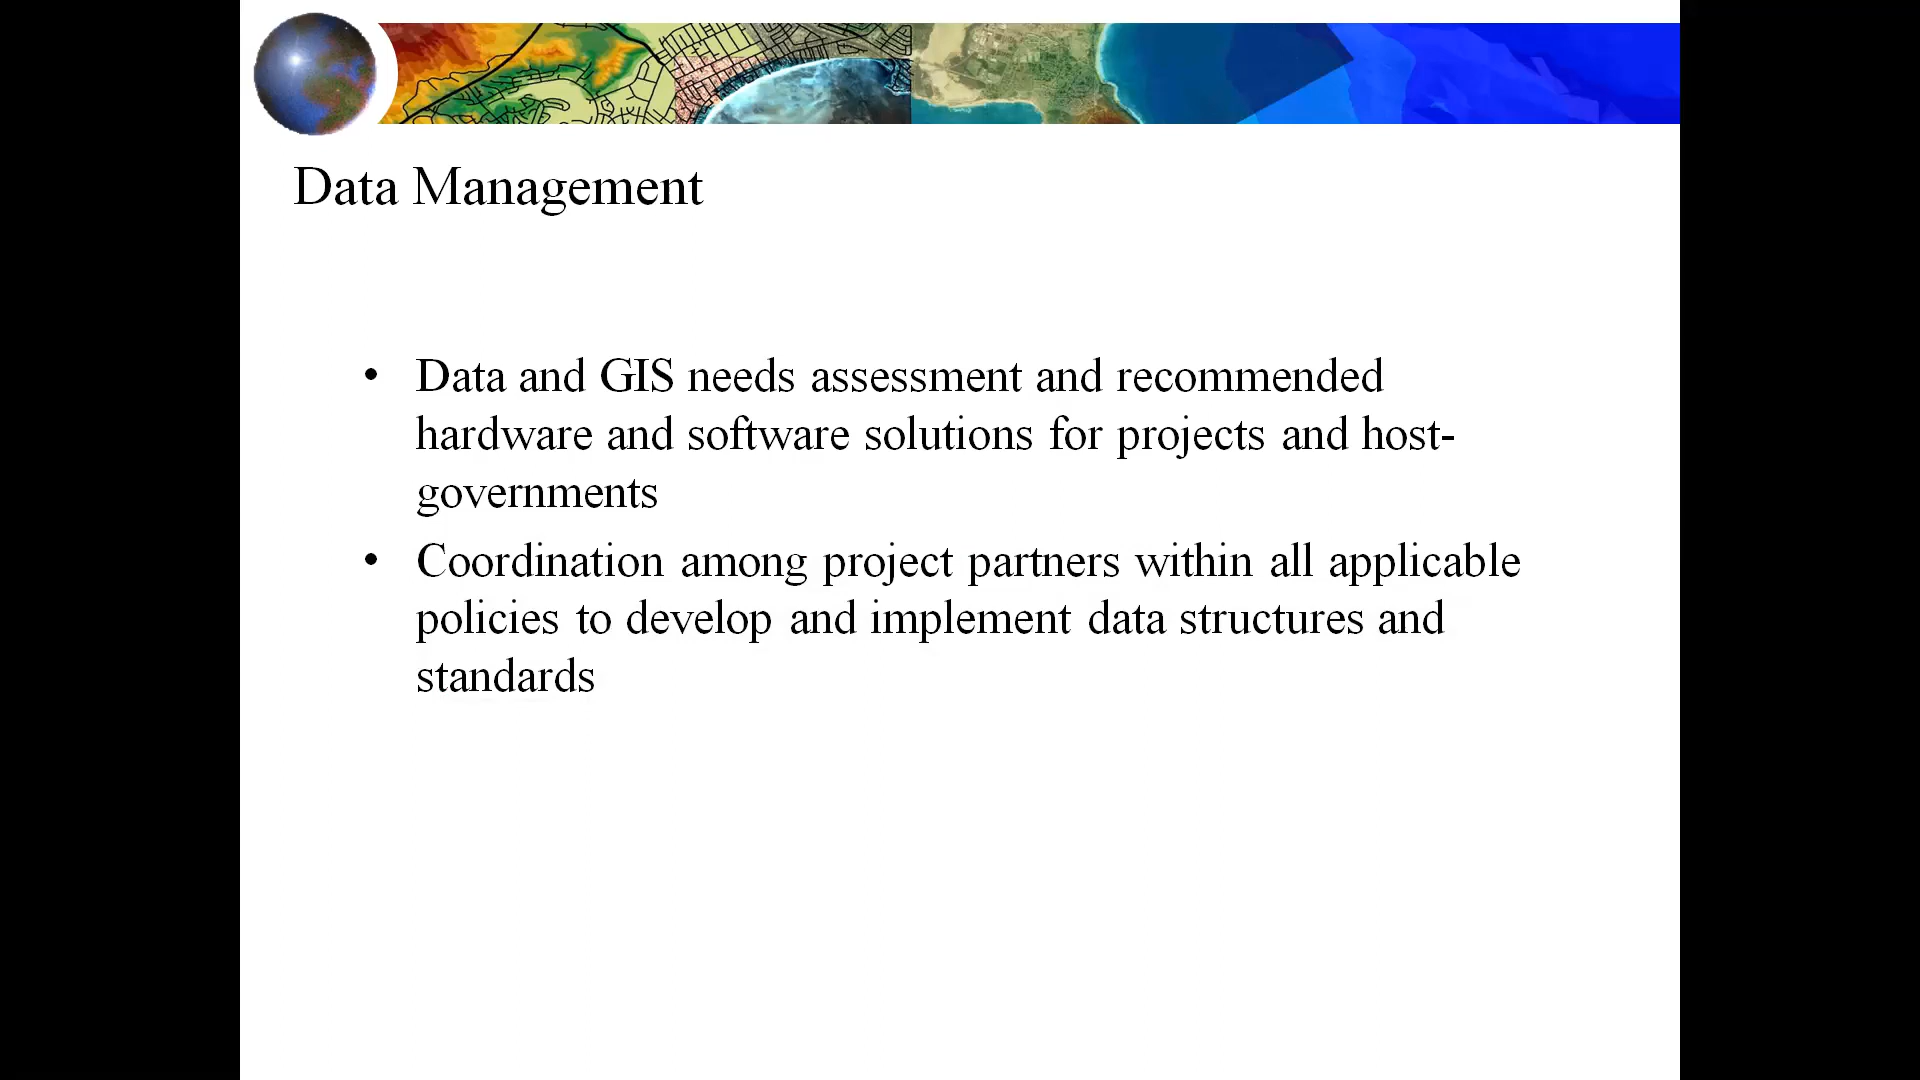 Data Management
• Data and GIS needs assessment and recommended
hardware and software solutions for projects and host-
governments
• Coordination among project partners within all applicable
policies to develop and implement data structures and
standards